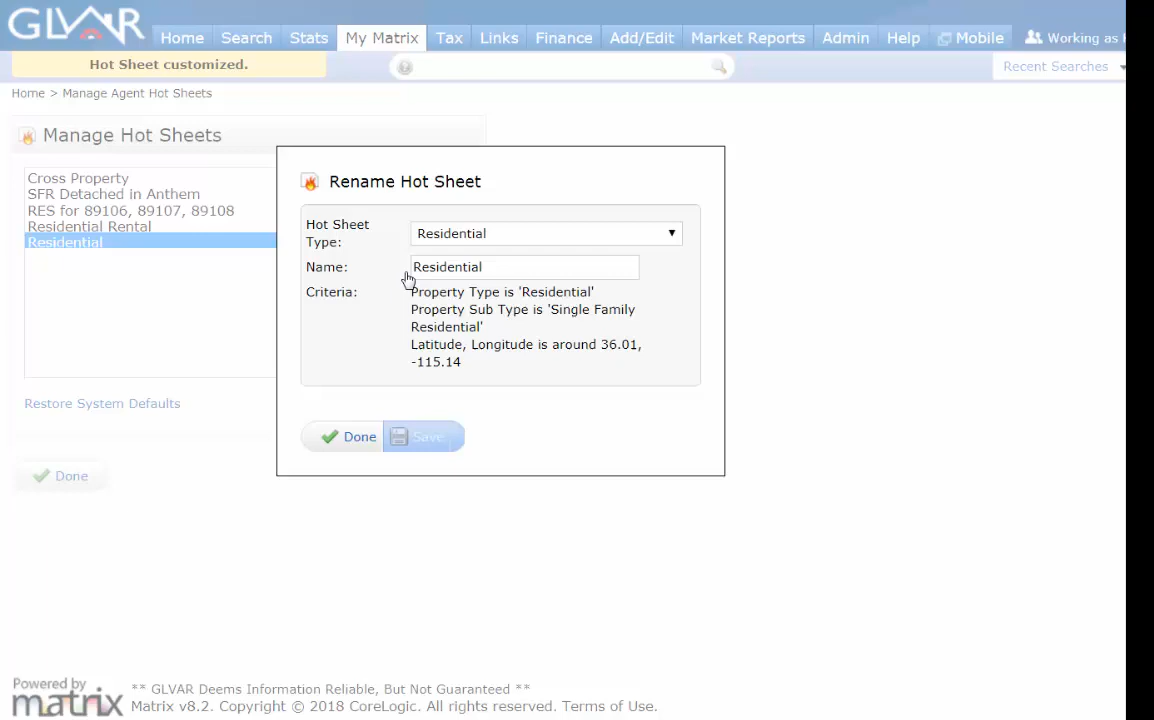 GLVAR
Home Search Stats My Matrix Tax Links Finance Add/Edit Market Reports Admin Help Mobile Working as
Hot Sheet customized.
Recent Searches
Home > Manage Agent Hot Sheets
Manage Hot Sheets
Cross Property
SFR Detached in Anthem
RES for 89106, 89107, 89108
Residential Rental
Residential
Restore System Defaults
Done
Rename Hot Sheet
Hot Sheet
Type:
Residential
Name:
Residential
Criteria:
Property Type is 'Residential'
Property Sub Type is 'Single Family
Residential'
Latitude, Longitude is around 36.01,
-115.14
Done Save
Powered by
matrix
** GLVAR Deems Information Reliable, But Not Guaranteed **
Matrix v8.2. Copyright © 2018 CoreLogic. All rights reserved. Terms of Use.